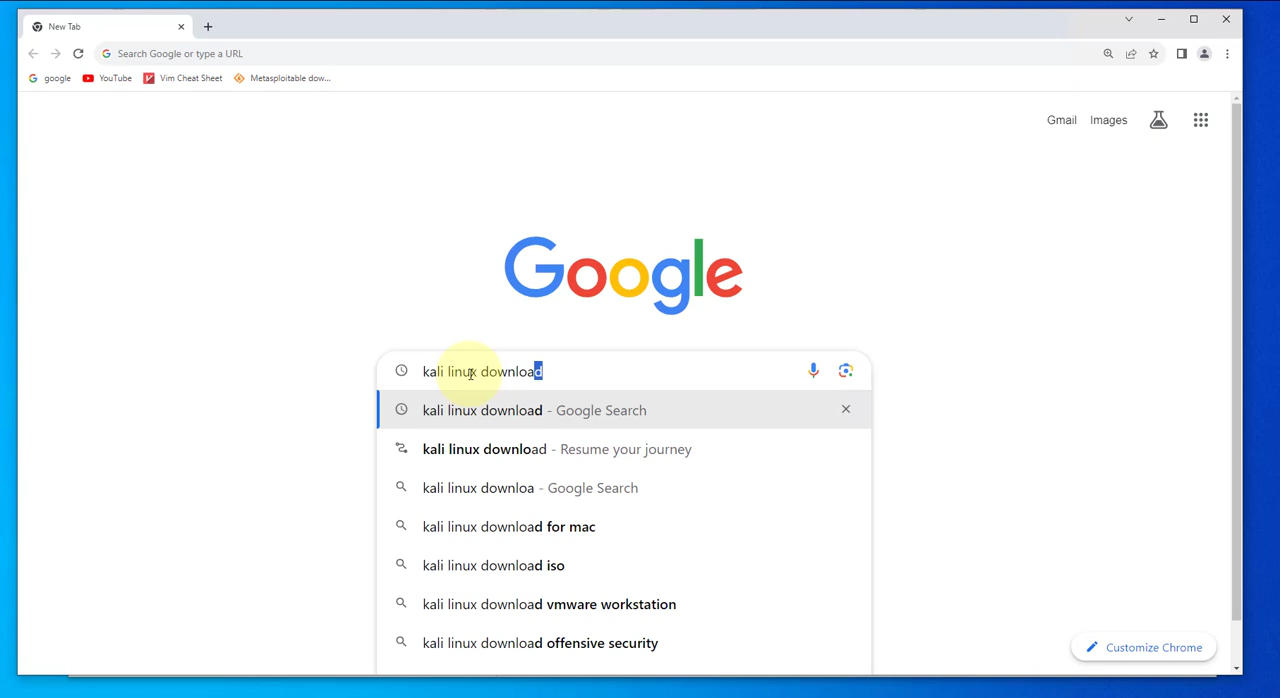 New Tab
Search Google or type a URL
google YouTube Vim Cheat Sheet Metasploitable dow...
Gmail Images
Google
kali linux download
kali linux download - Google Search
kali linux download - Resume your journey
kali linux downloa - Google Search
kali linux download for mac
kali linux download iso
kali linux download vmware workstation
kali linux download offensive security
Customize Chrome